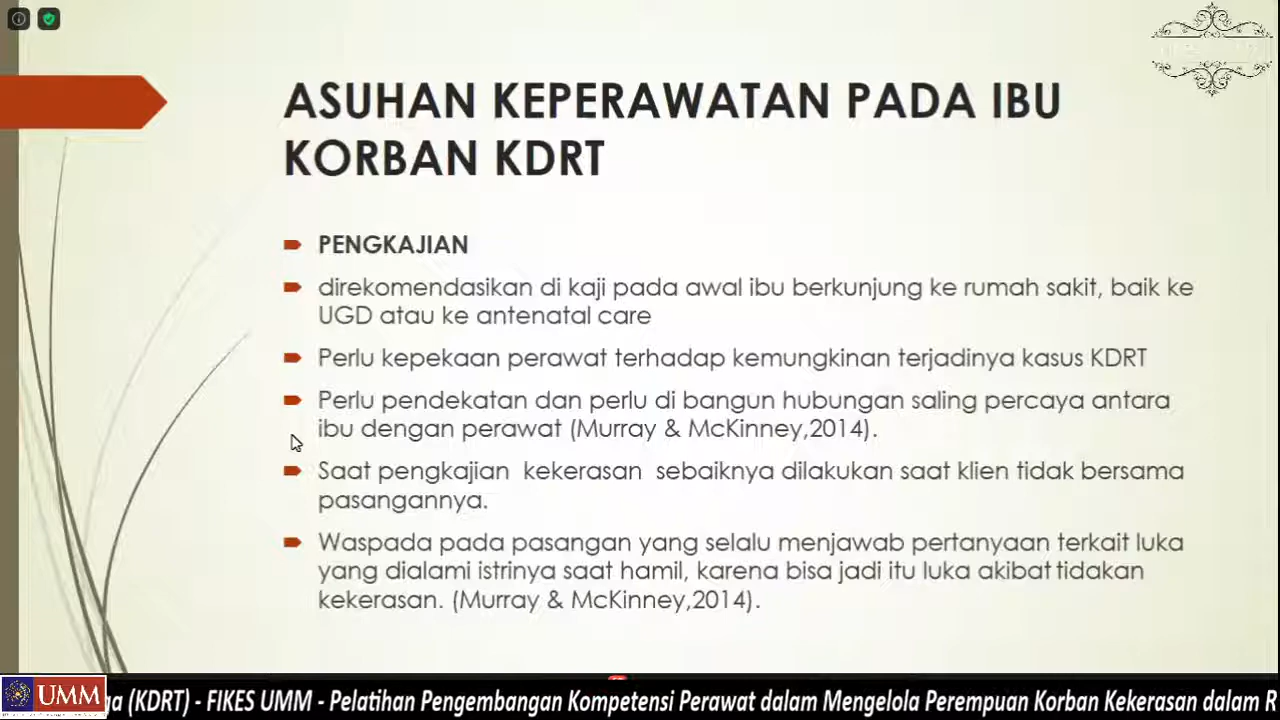 ASUHAN KEPERAWATAN PADA IBU
KORBAN KDRT
PENGKAJIAN
direkomendasikan di kaji pada awal ibu berkunjung ke rumah sakit, baik ke
UGD atau ke antenatal care
Perlu kepekaan perawat terhadap kemungkinan terjadinya kasus KDRT
Perlu pendekatan dan perlu di bangun hubungan saling percaya antara
ibu dengan perawat (Murray & McKinney,2014).
Saat pengkajian kekerasan sebaiknya dilakukan saat klien tidak bersama
pasangannya.
Waspada pada pasangan yang selalu menjawab pertanyaan terkait luka
yang dialami istrinya saat hamil, karena bisa jadi itu luka akibat tidakan
kekerasan. (Murray & McKinney,2014).
UMM
ga (KDRT) - FIKES UMM - Pelatihan Pengembangan Kompetensi Perawat dalam Mengelola Perempuan Korban Kekerasan dalam R